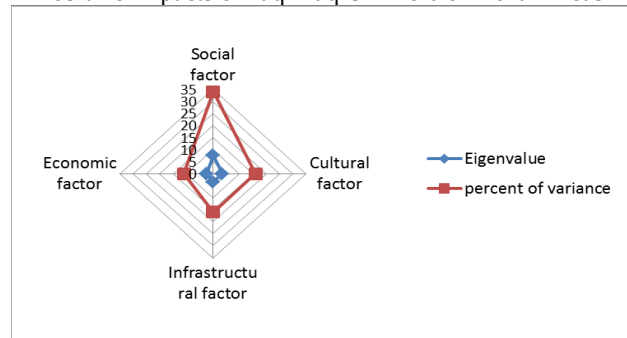 Social
factor
35
30
25
20
15
10
5
0
Economic
factor
Cultural
factor
Infrastructu
ral factor
Eigenvalue
percent of variance